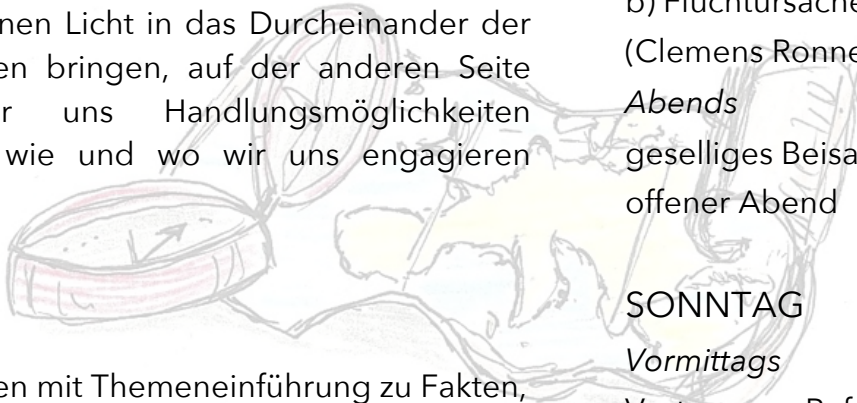 nen Licht in das Durcheinander der
en bringen, auf der anderen Seite
r uns Handlungsmöglichkeiten
wie und wo wir uns engagieren
en mit Themeneinführung zu Fakten,
b) Fluchtursache
(Clemens Ronne
Abends
geselliges Beisa
offener Abend
SONNTAG
Vormittags